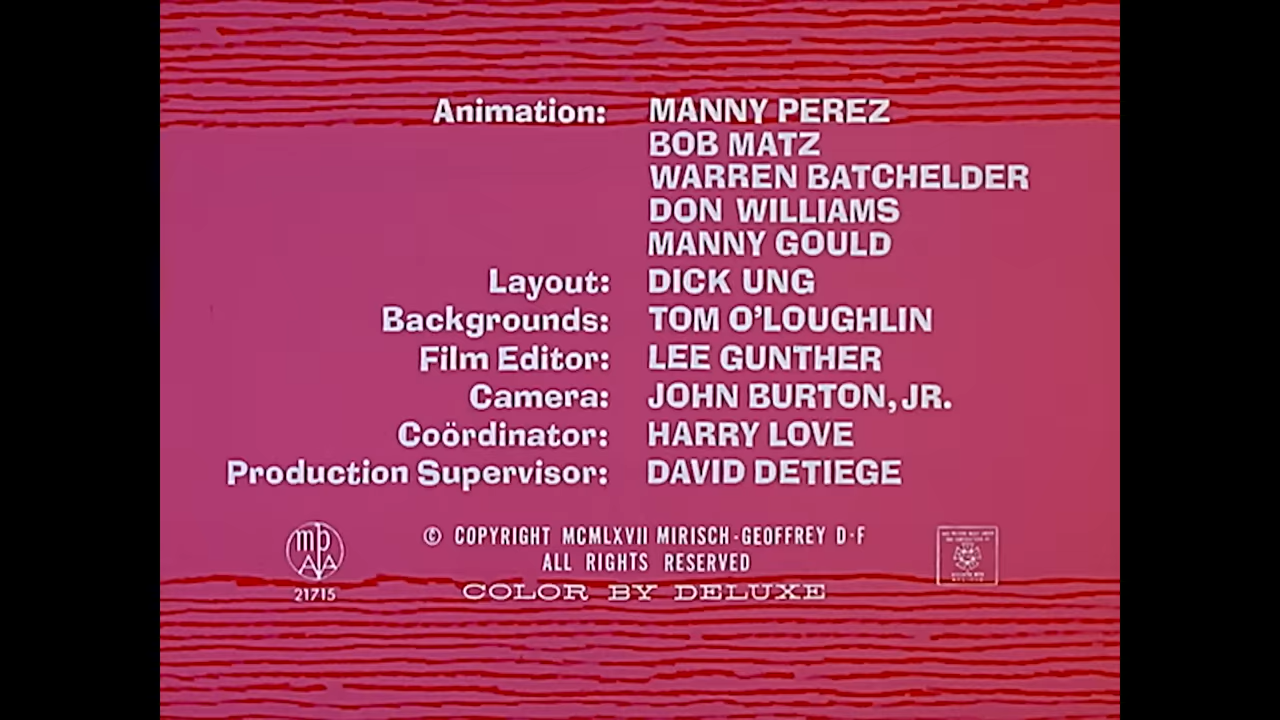 Animation: MANNY PEREZ
BOB MATZ
WARREN BATCHELDER
DON WILLIAMS
MANNY GOULD
Layout: DICK UNG
Backgrounds: TOM O'LOUGHLIN
Film Editor: LEE GUNTHER
Camera: JOHN BURTON, JR.
Coördinator: HARRY LOVE
Production Supervisor: DAVID DETIEGE
mpAA
21715
© COPYRIGHT MCMLXVII MIRISCH-GEOFFREY D-F
ALL RIGHTS RESERVED
COLOR BY DELUXE